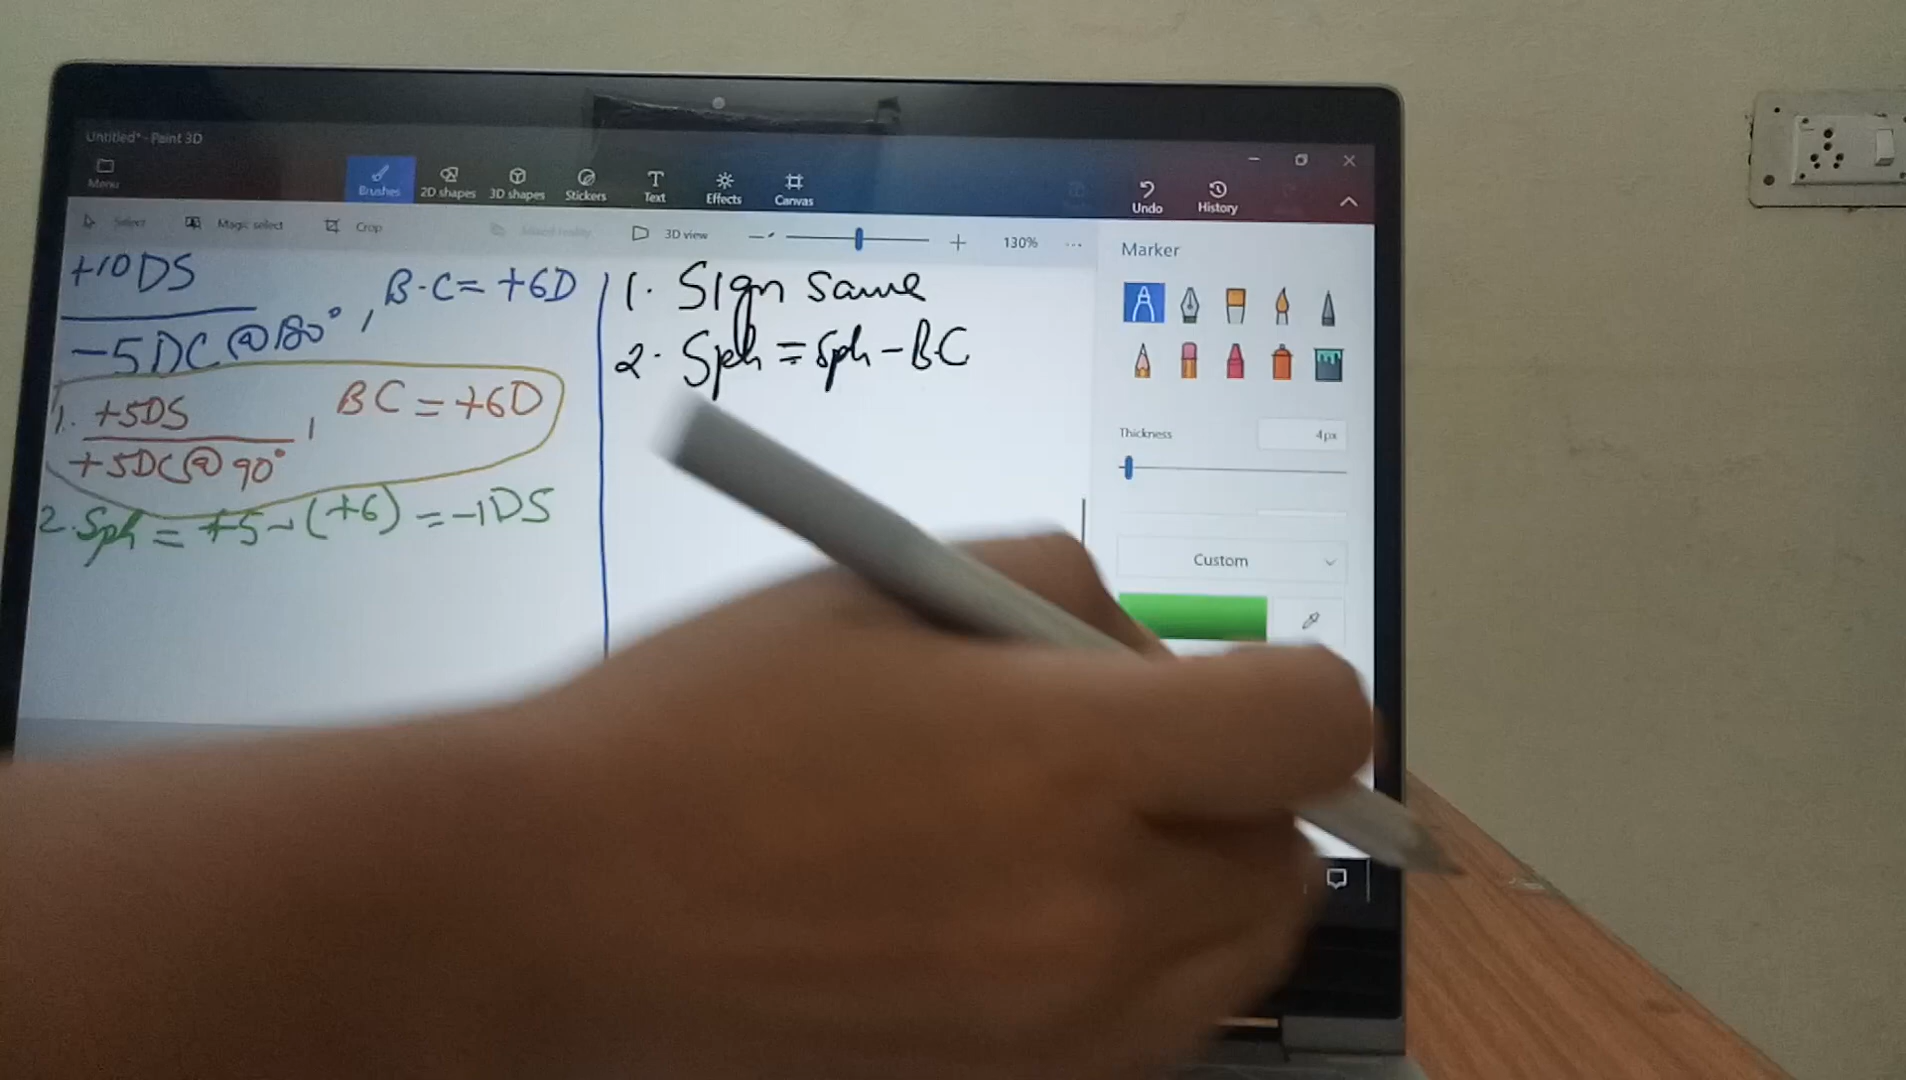 Untitled* - Paint 3D
Menu
Brushes
2D shapes
3D shapes
Stickers
Text
Effects
Canvas
Undo
History
Select
Magic select
Crop
Mixed reality
3D view
130%
+10DS
-5DC@180°, B.C=+6D
1. +5DS
+5DC@90°, BC=+6D
2. Sph = +5-(+6) = -1DS
1. Sign same
2. Sph = Sph-BC
Marker
Thickness
4px
Custom